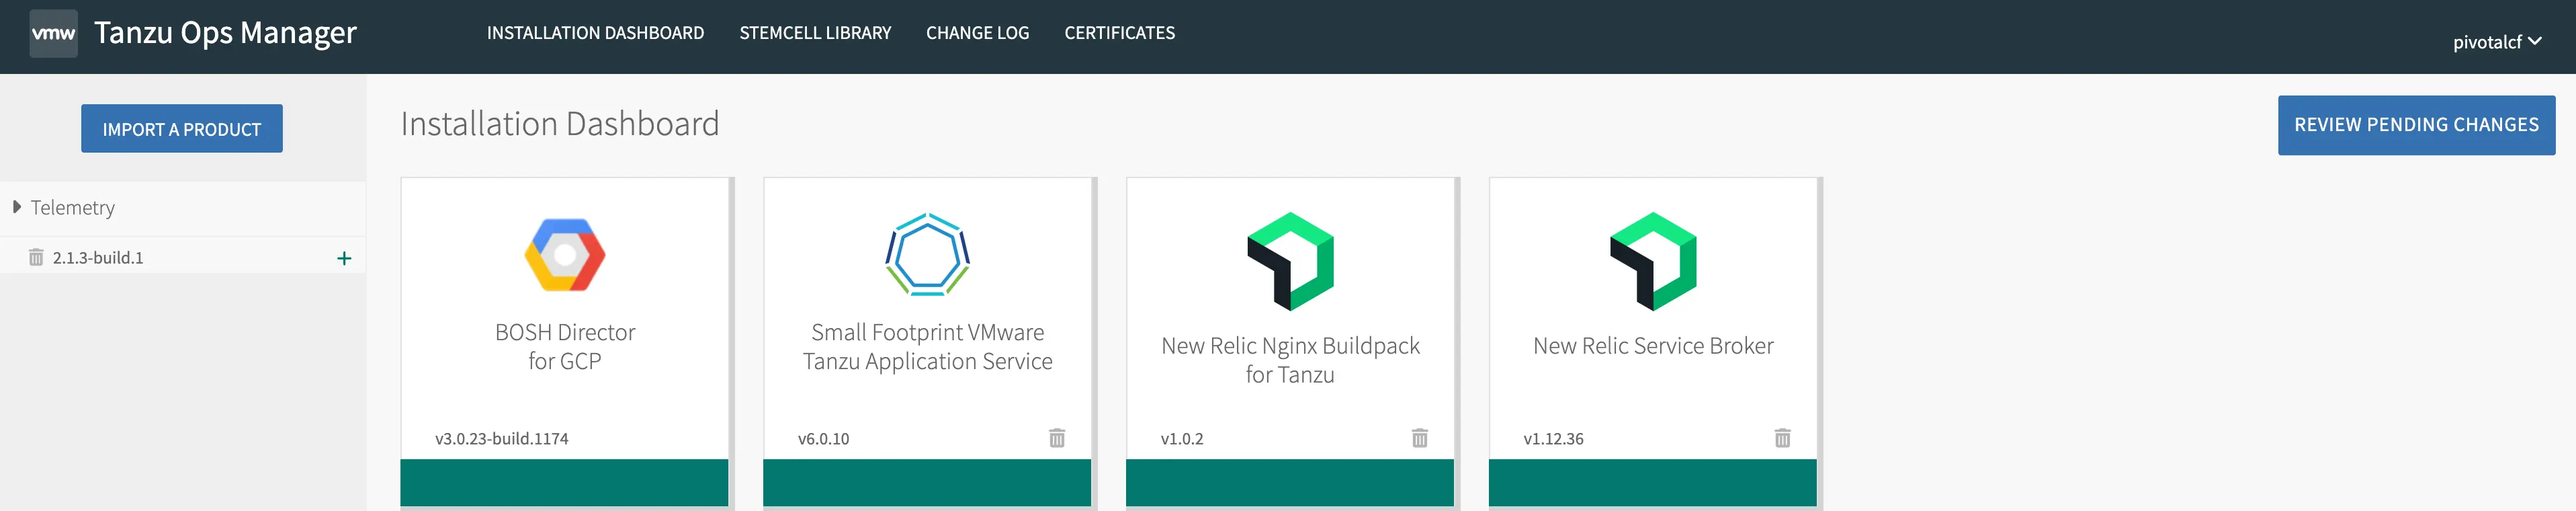 vmw Tanzu Ops Manager
INSTALLATION DASHBOARD STEMCELL LIBRARY CHANGE LOG CERTIFICATES
pivotalcf
IMPORT A PRODUCT
Telemetry
2.1.3-build.1 +
Installation Dashboard
REVIEW PENDING CHANGES
BOSH Director
for GCP
v3.0.23-build.1174
Small Footprint VMware
Tanzu Application Service
v6.0.10
New Relic Nginx Buildpack
for Tanzu
v1.0.2
New Relic Service Broker
v1.12.36